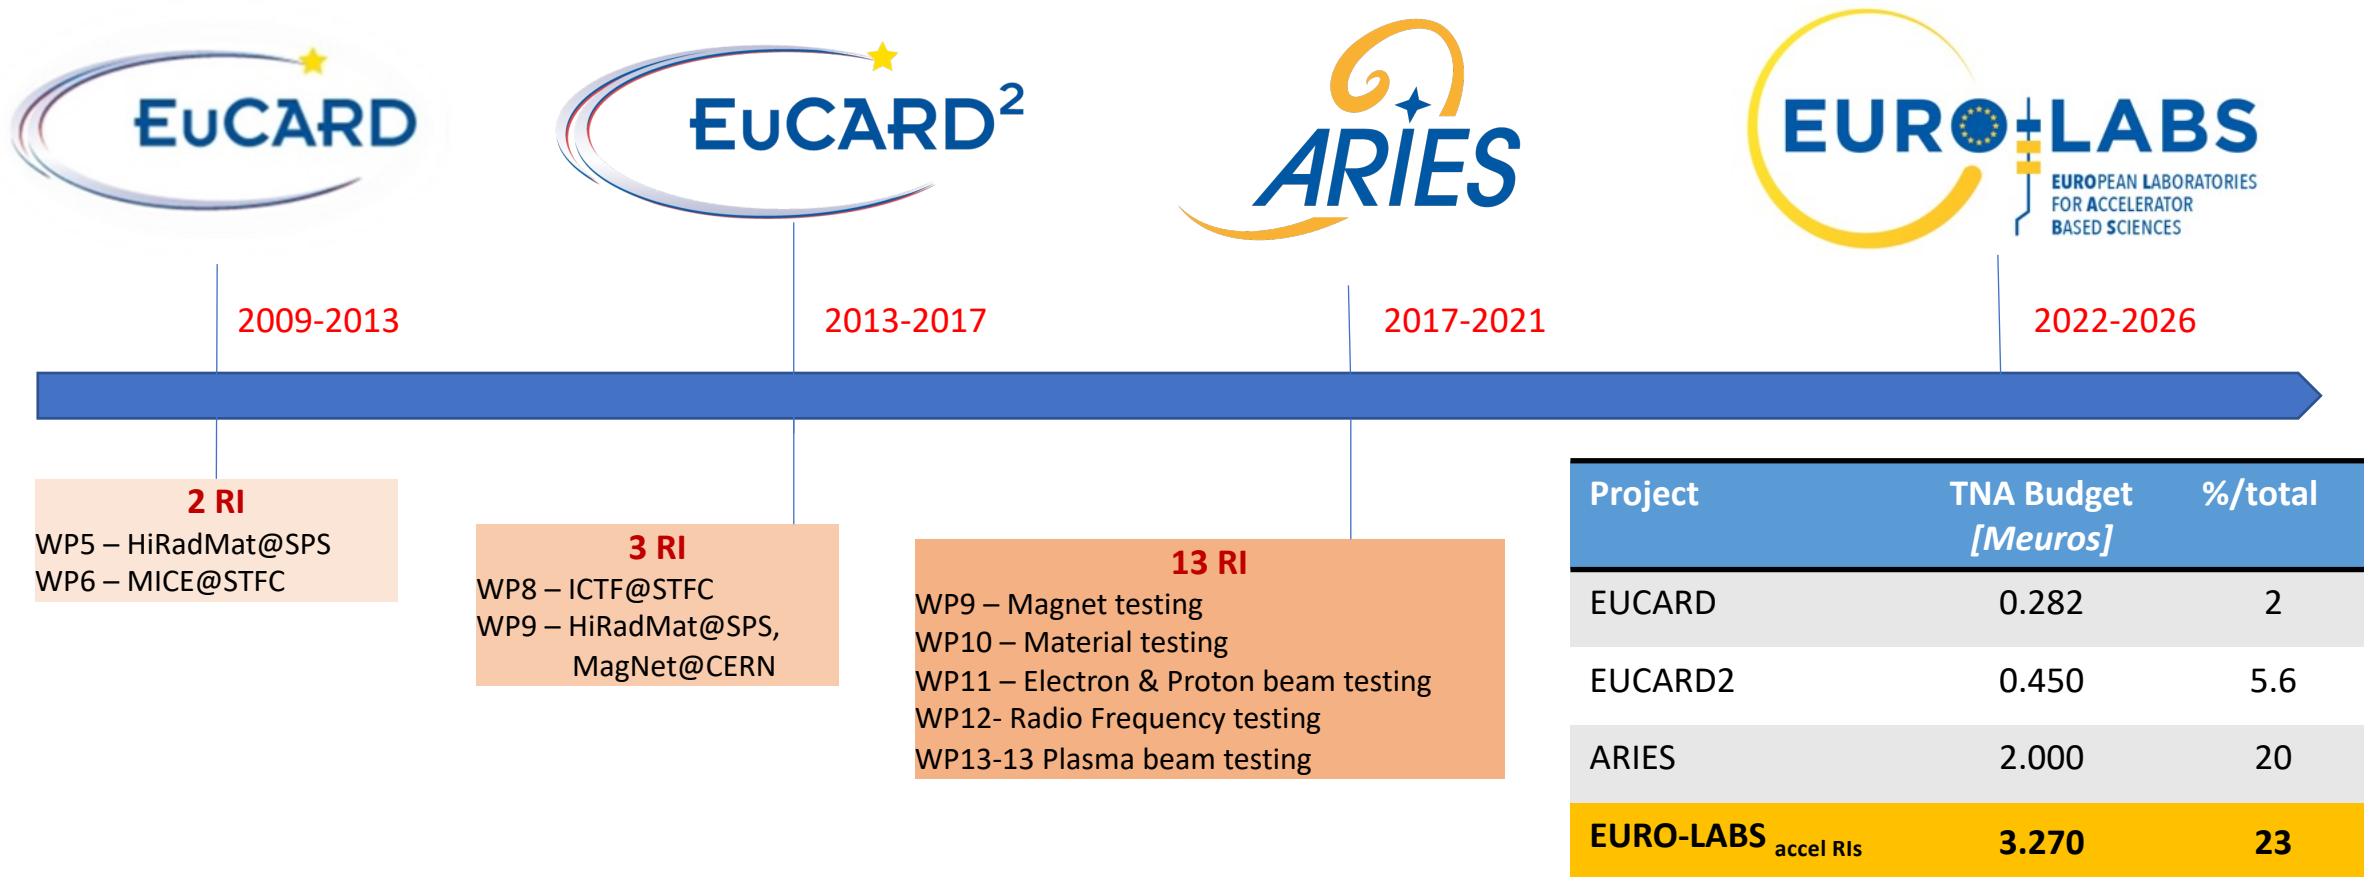 EuCARD
EuCARD²
ARIES
EURO-LABS
EUROPEAN LABORATORIES
FOR ACCELERATOR
BASED SCIENCES
2009-2013
2013-2017
2017-2021
2022-2026
2 RI
WP5 – HiRadMat@SPS
WP6 – MICE@STFC
3 RI
WP8 – ICTF@STFC
WP9 – HiRadMat@SPS,
MagNet@CERN
13 RI
WP9 – Magnet testing
WP10 – Material testing
WP11 – Electron & Proton beam testing
WP12- Radio Frequency testing
WP13-13 Plasma beam testing
Project TNA Budget %/total
[Meuros]
EUCARD 0.282 2
EUCARD2 0.450 5.6
ARIES 2.000 20
EURO-LABS accel RIs 3.270 23